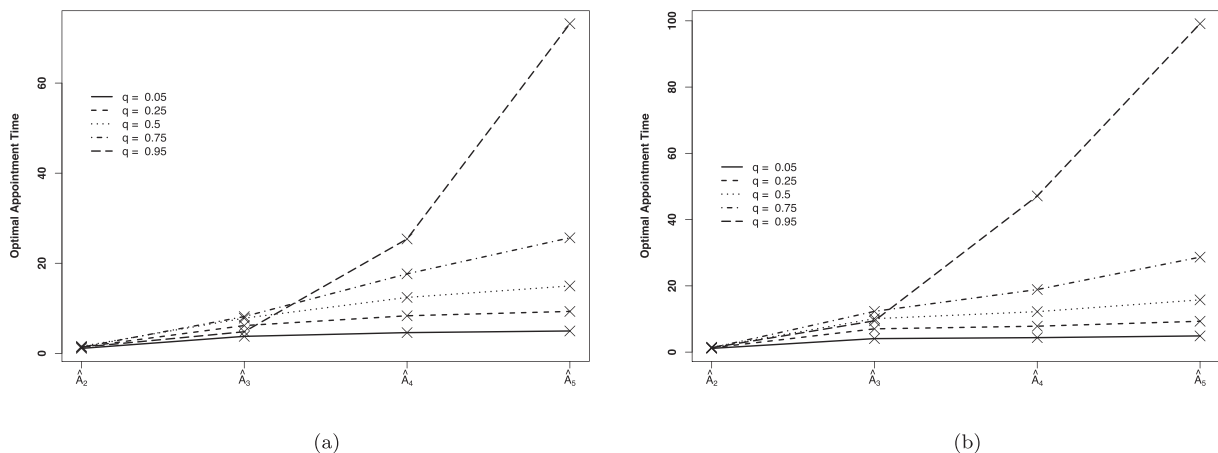 Optimal Appointment Time
60
40
20
0
q = 0.05
q = 0.25
q = 0.5
q = 0.75
q = 0.95
Â₂
Â₃
Â₄
Â₅
(a)
Optimal Appointment Time
100
80
60
40
20
0
q = 0.05
q = 0.25
q = 0.5
q = 0.75
q = 0.95
Â₂
Â₃
Â₄
Â₅
(b)